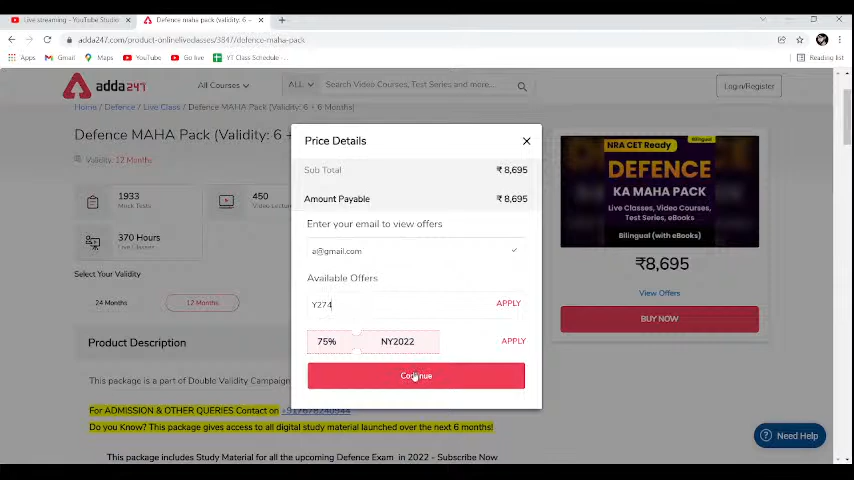 Live streaming - YouTube Studio
Defence maha pack (validity: 6 +
adda247.com/product-onlineliveclasses/3847/defence-maha-pack
Apps
Gmail
Maps
YouTube
Go live
YT Class Schedule -...
Reading list
adda247
All Courses
ALL
Search Video Courses, Test Series and more...
Login/Register
Home / Defence / Live Class / Defence MAHA Pack (Validity: 6 + 6 Months)
Defence MAHA Pack (Validity: 6 +
Validity: 12 Months
1933
Mock Tests
450
Video Lectur
370 Hours
Live Classes
Select Your Validity
24 Months
12 Months
Product Description
This package is a part of Double Validity Campaign
For ADMISSION & OTHER QUERIES Contact on
Do you Know? This package gives access to all digital study material launched over the next 6 months!
This package includes Study Material for all the upcoming Defence Exam in 2022 - Subscribe Now
Price Details
Sub Total
₹ 8,695
Amount Payable
₹ 8,695
Enter your email to view offers
a@gmail.com
Available Offers
Y274
APPLY
75%
NY2022
APPLY
Continue
NRA CET Ready
Bilingual
DEFENCE
KA MAHA PACK
Live Classes, Video Courses,
Test Series, eBooks
Bilingual (with eBooks)
₹8,695
View Offers
BUY NOW
Need Help